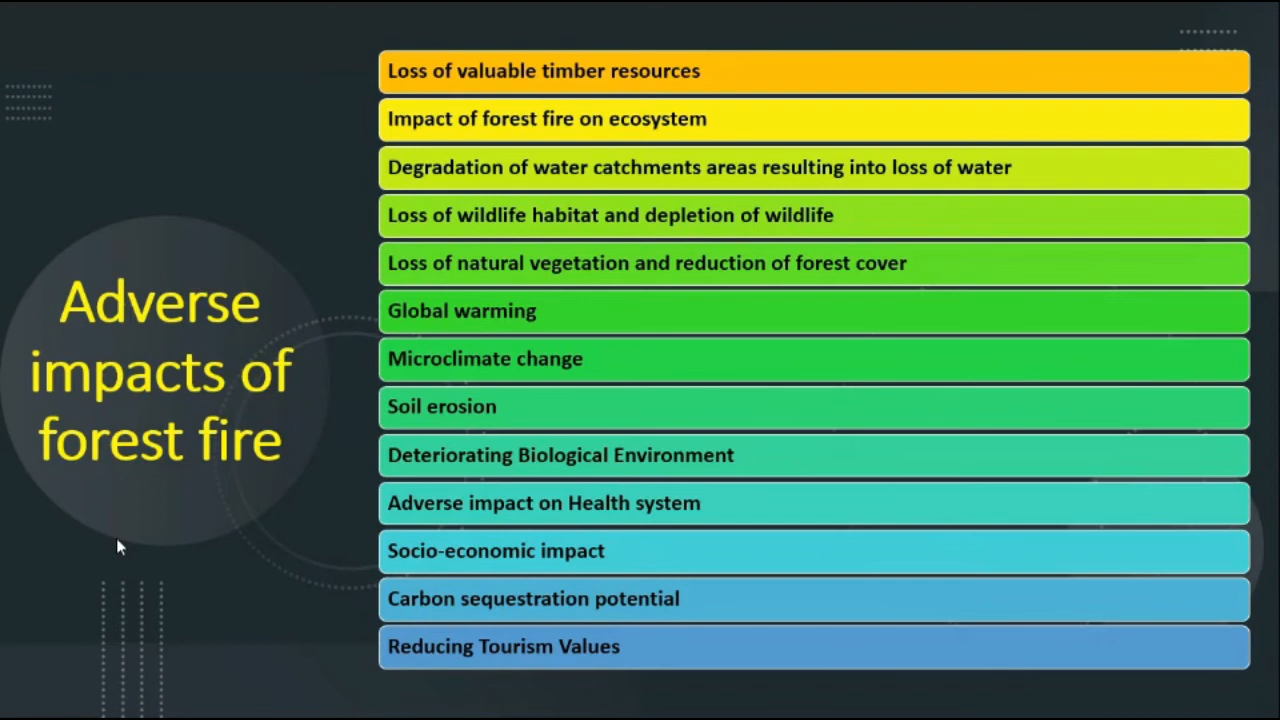 Adverse
impacts of
forest fire
Loss of valuable timber resources
Impact of forest fire on ecosystem
Degradation of water catchments areas resulting into loss of water
Loss of wildlife habitat and depletion of wildlife
Loss of natural vegetation and reduction of forest cover
Global warming
Microclimate change
Soil erosion
Deteriorating Biological Environment
Adverse impact on Health system
Socio-economic impact
Carbon sequestration potential
Reducing Tourism Values